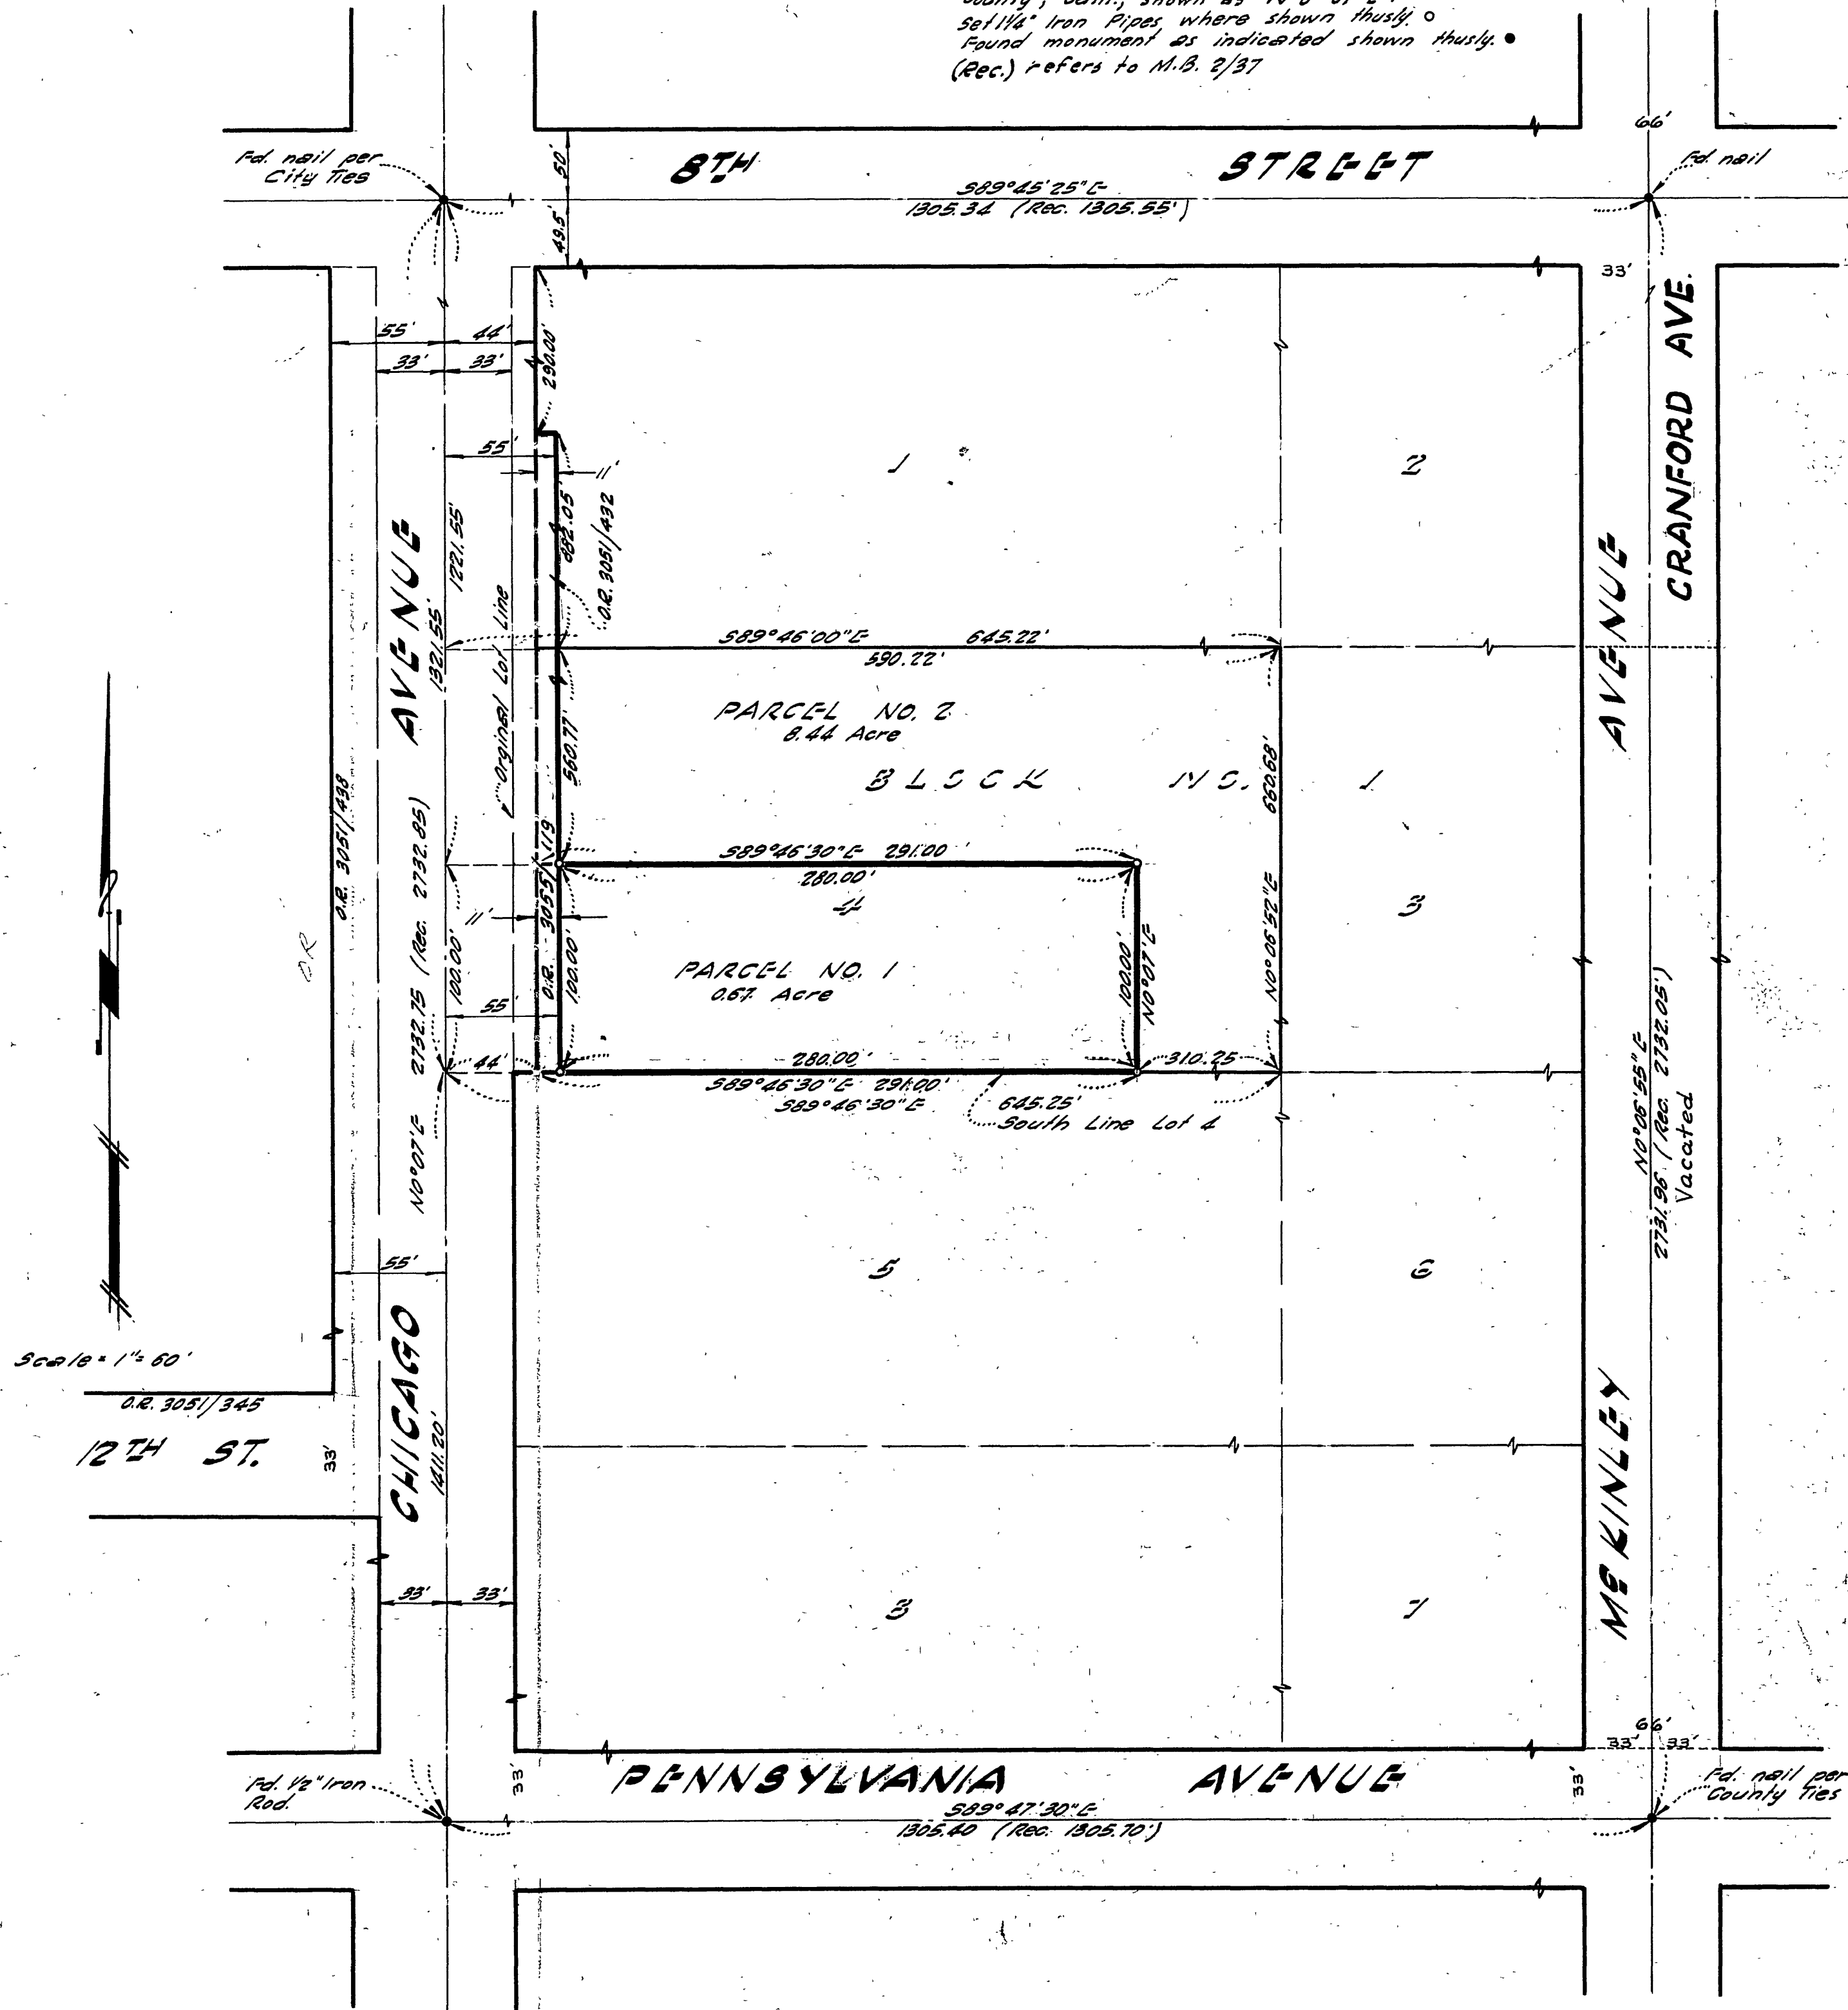 Set 1¼" Iron Pipes where shown thusly. o
Found monument as indicated shown thusly. ●
(Rec.) refers to M.B. 2/37
66'
Fd. nail per
City Ties
50'
8TH STREET
Fd. nail
S89°45'25"E
1305.34 (Rec. 1305.55')
49.5'
33'
CRANFORD AVE.
55' 44'
33' 33'
290.00'
55'
11'
1 2
682.05'
O.R. 3051/432
AVENUE
1221.55'
1321.55'
Orginal Lot Line
AVENUE
S89°46'00"E 645.22'
590.22'
PARCEL NO. 2
8.44 Acre
560.77'
660.68'
BLOCK NO. 1
O.R. 3051/438
N0°07'E 2732.75 (Rec. 2732.85)
O.R. 3055/119
S89°46'30"E 291.00'
280.00'
4 3
11'
OR
100.00'
100.00'
100.00'
N0°07'E
N0°06'52"E
PARCEL NO. 1
0.67 Acre
55'
44'
280.00'
310.25
S89°46'30"E 291.00'
S89°46'30"E 645.25'
South Line Lot 4
N0°06'55"E
2731.96 (Rec. 2732.05')
Vacated
55'
5 6
Scale = 1"= 60'
O.R. 3051/345
12TH ST.
33'
CHICAGO
1411.20'
McKINLEY
33' 33'
8 7
66'
33' 33'
Fd. ½" Iron
Rod.
33'
PENNSYLVANIA AVENUE
33'
Fd. nail per
County Ties
S89°47'30"E
1305.40 (Rec. 1305.70')